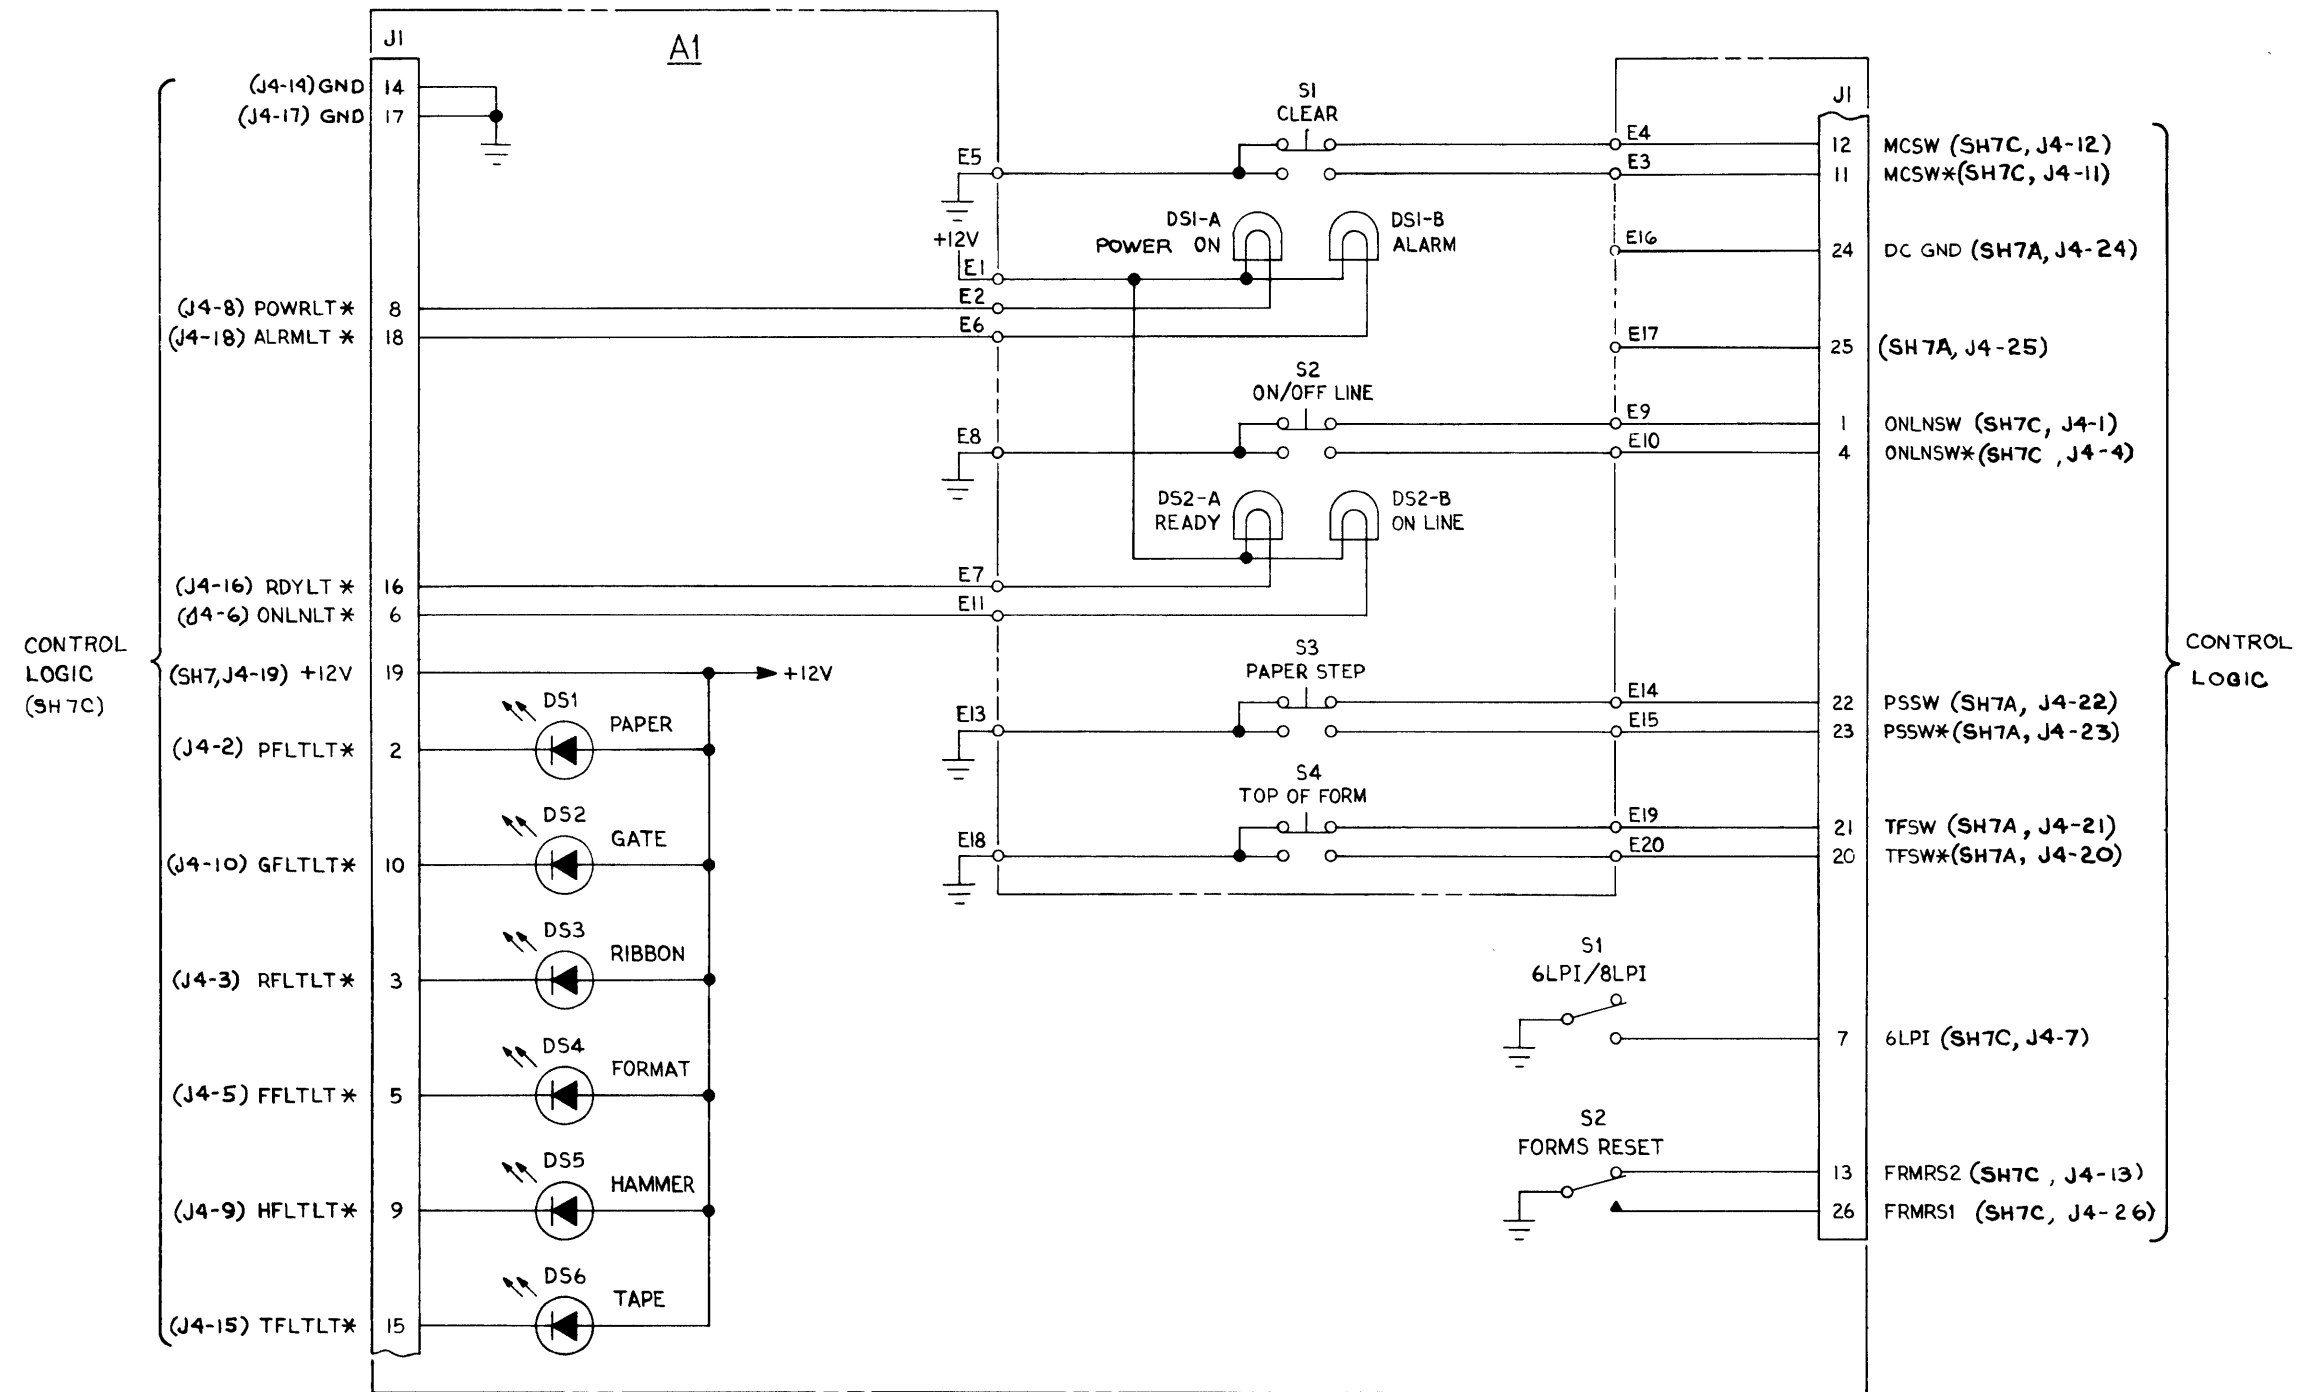 A1
J1
(J4-14) GND 14
(J4-17) GND 17
(J4-8) POWRLT* 8
(J4-18) ALRMLT * 18
(J4-16) RDYLT * 16
(J4-6) ONLNLT* 6
CONTROL
LOGIC
(SH7C)
(SH7, J4-19) +12V 19
+12V
DS1
PAPER
(J4-2) PFLTLT* 2
DS2
GATE
(J4-10) GFLTLT* 10
DS3
RIBBON
(J4-3) RFLTLT* 3
DS4
FORMAT
(J4-5) FFLTLT* 5
DS5
HAMMER
(J4-9) HFLTLT* 9
DS6
TAPE
(J4-15) TFLTLT* 15
E5
+12V
E1
E2
E6
E8
E7
E11
E13
E18
S1
CLEAR
DS1-A
POWER ON
DS1-B
ALARM
S2
ON/OFF LINE
DS2-A
READY
DS2-B
ON LINE
S3
PAPER STEP
S4
TOP OF FORM
S1
6LPI/8LPI
S2
FORMS RESET
J1
E4
12 MCSW (SH7C, J4-12)
E3
11 MCSW*(SH7C, J4-11)
E16
24 DC GND (SH7A, J4-24)
E17
25 (SH7A, J4-25)
E9
1 ONLNSW (SH7C, J4-1)
E10
4 ONLNSW*(SH7C , J4-4)
E14
22 PSSW (SH7A, J4-22)
E15
23 PSSW*(SH7A, J4-23)
E19
21 TFSW (SH7A , J4-21)
E20
20 TFSW*(SH7A, J4-20)
7 6LPI (SH7C, J4-7)
13 FRMRS2 (SH7C , J4-13)
26 FRMRS1 (SH7C, J4-26)
CONTROL
LOGIC